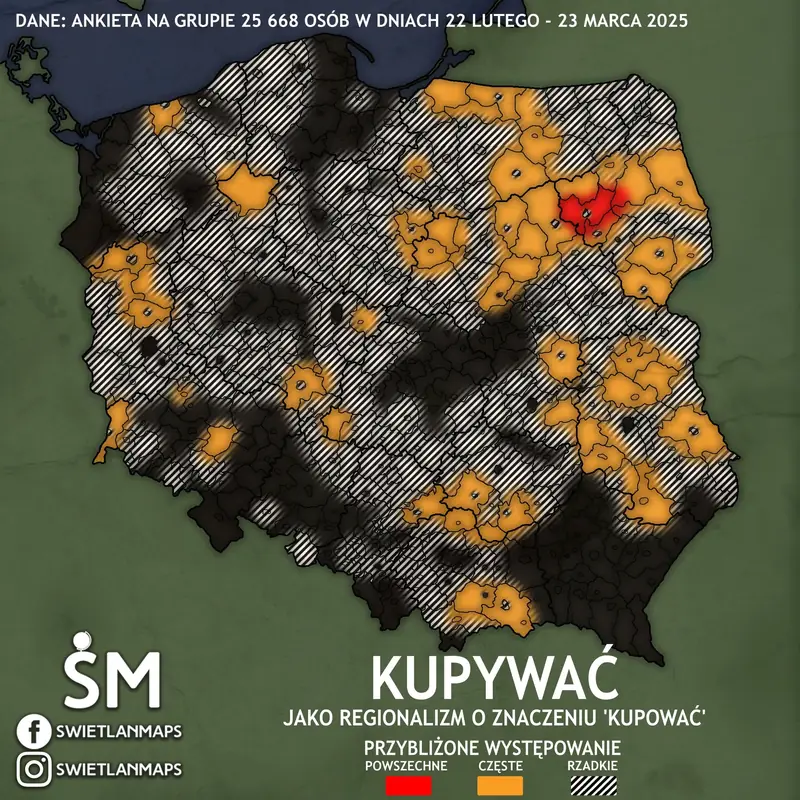 DANE: ANKIETA NA GRUPIE 25 668 OSÓB W DNIACH 22 LUTEGO - 23 MARCA 2025
ŚM
SWIETLANMAPS
SWIETLANMAPS
KUPYWAĆ
JAKO REGIONALIZM O ZNACZENIU 'KUPOWAĆ'
PRZYBLIŻONE WYSTĘPOWANIE
POWSZECHNE CZĘSTE RZADKIE